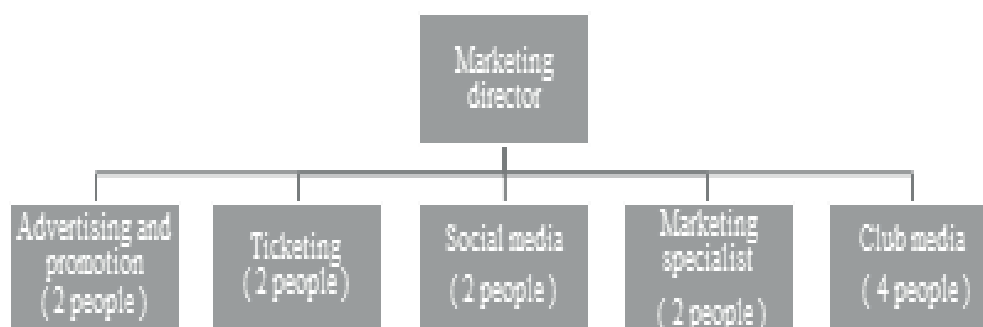 Marketing
director
Advertising and
promotion
( 2 people )
Ticketing
( 2 people )
Social media
( 2 people )
Marketing
specialist
( 2 people )
Club media
( 4 people )